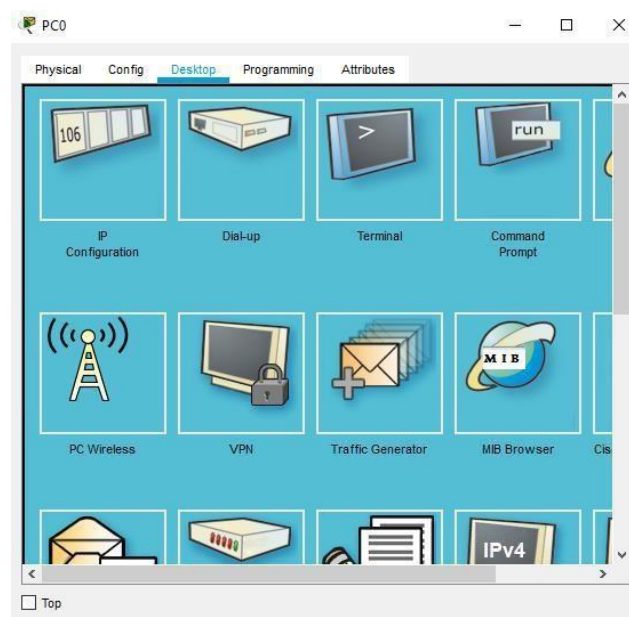 PC0
Physical Config Desktop Programming Attributes
106
>
run
IP
Configuration
Dial-up
Terminal
Command
Prompt
MIB
PC Wireless
VPN
Traffic Generator
MIB Browser
Cis
IPv4
Top